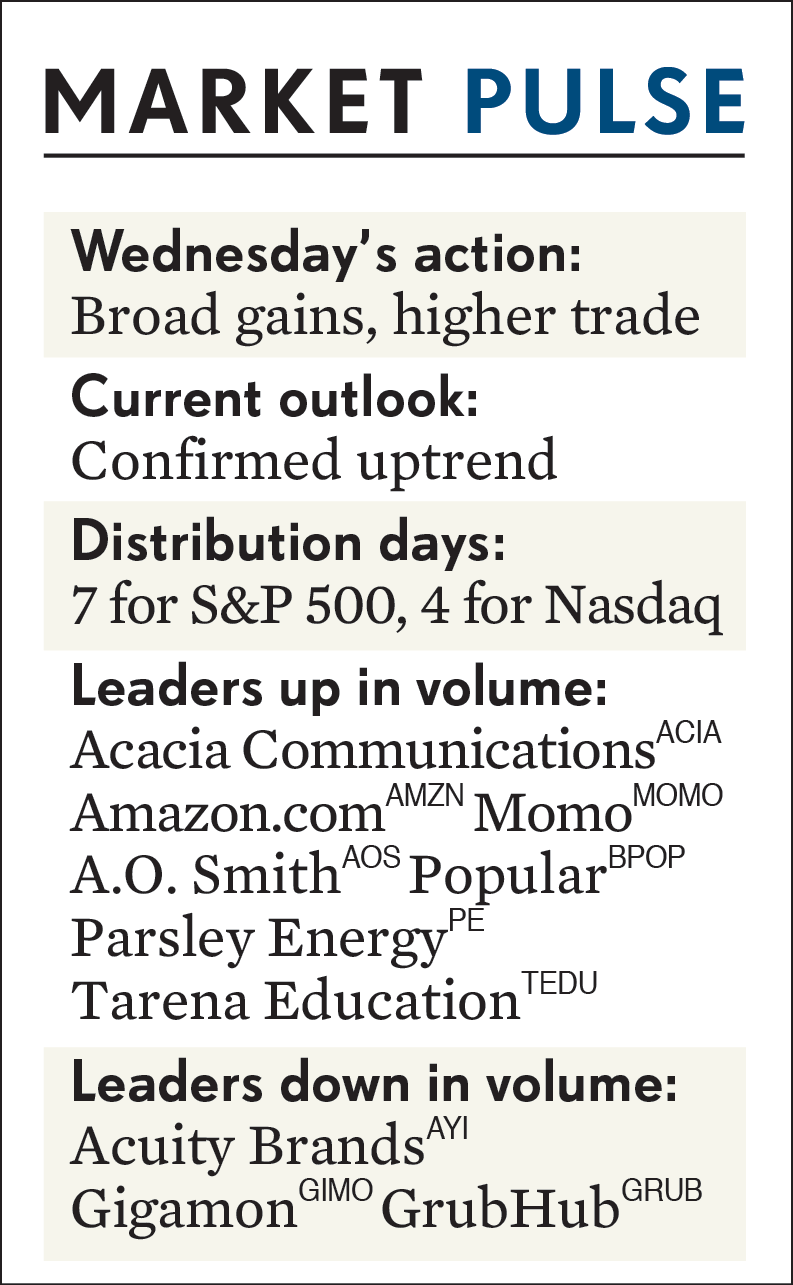 MARKET PULSE
Wednesday’s action:
Broad gains, higher trade
Current outlook:
Confirmed uptrend
Distribution days:
7 for S&P 500, 4 for Nasdaq
Leaders up in volume:
Acacia Communications ACIA
Amazon.com AMZN Momo MOMO
A.O. Smith AOS Popular BPOP
Parsley Energy PE
Tarena Education TEDU
Leaders down in volume:
Acuity Brands AYI
Gigamon GIMO GrubHub GRUB